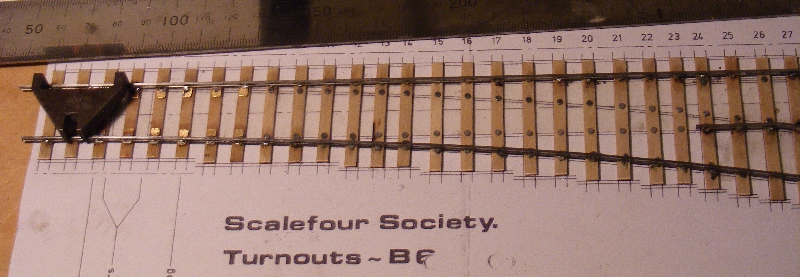 50 100 150 200
12 13 14 15 16 17 18 19 20 21 22 23 24 25 26 27
Scalefour Society.
Turnouts ~ B6